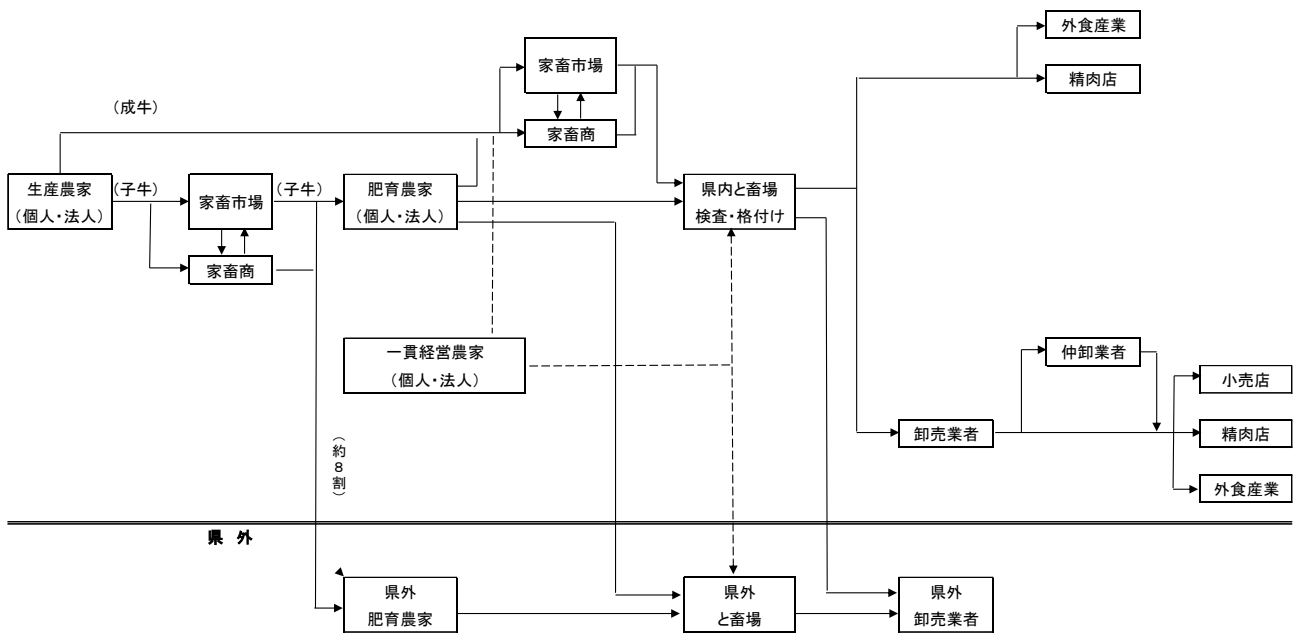 外食産業
家畜市場
精肉店
（成牛）
家畜商
生産農家
（個人・法人）
（子牛）
家畜市場
（子牛）
肥育農家
（個人・法人）
県内と畜場
検査・格付け
家畜商
一貫経営農家
（個人・法人）
仲卸業者
小売店
卸売業者
精肉店
（約８割）
外食産業
県 外
県外
肥育農家
県外
と畜場
県外
卸売業者